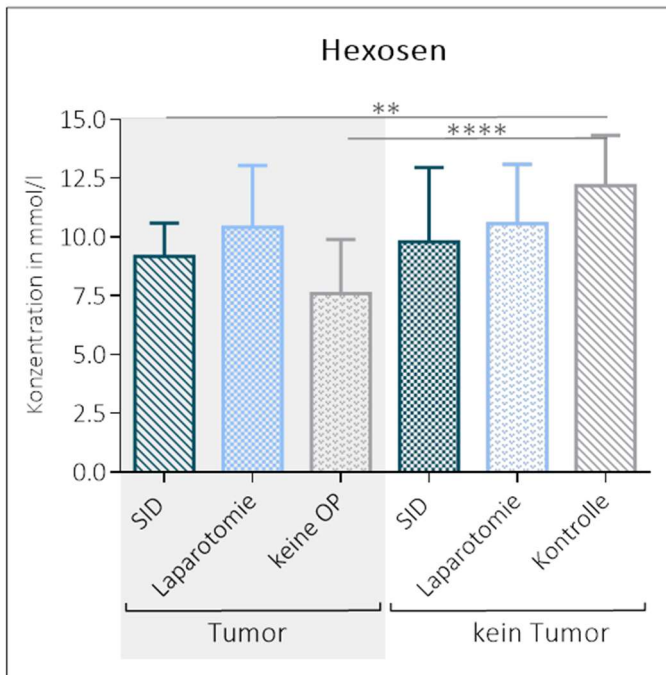 Hexosen
**
****
Konzentration in mmol/l
15.0
12.5
10.0
7.5
5.0
2.5
0.0
SID
Laparotomie
keine OP
SID
Laparotomie
Kontrolle
Tumor
kein Tumor